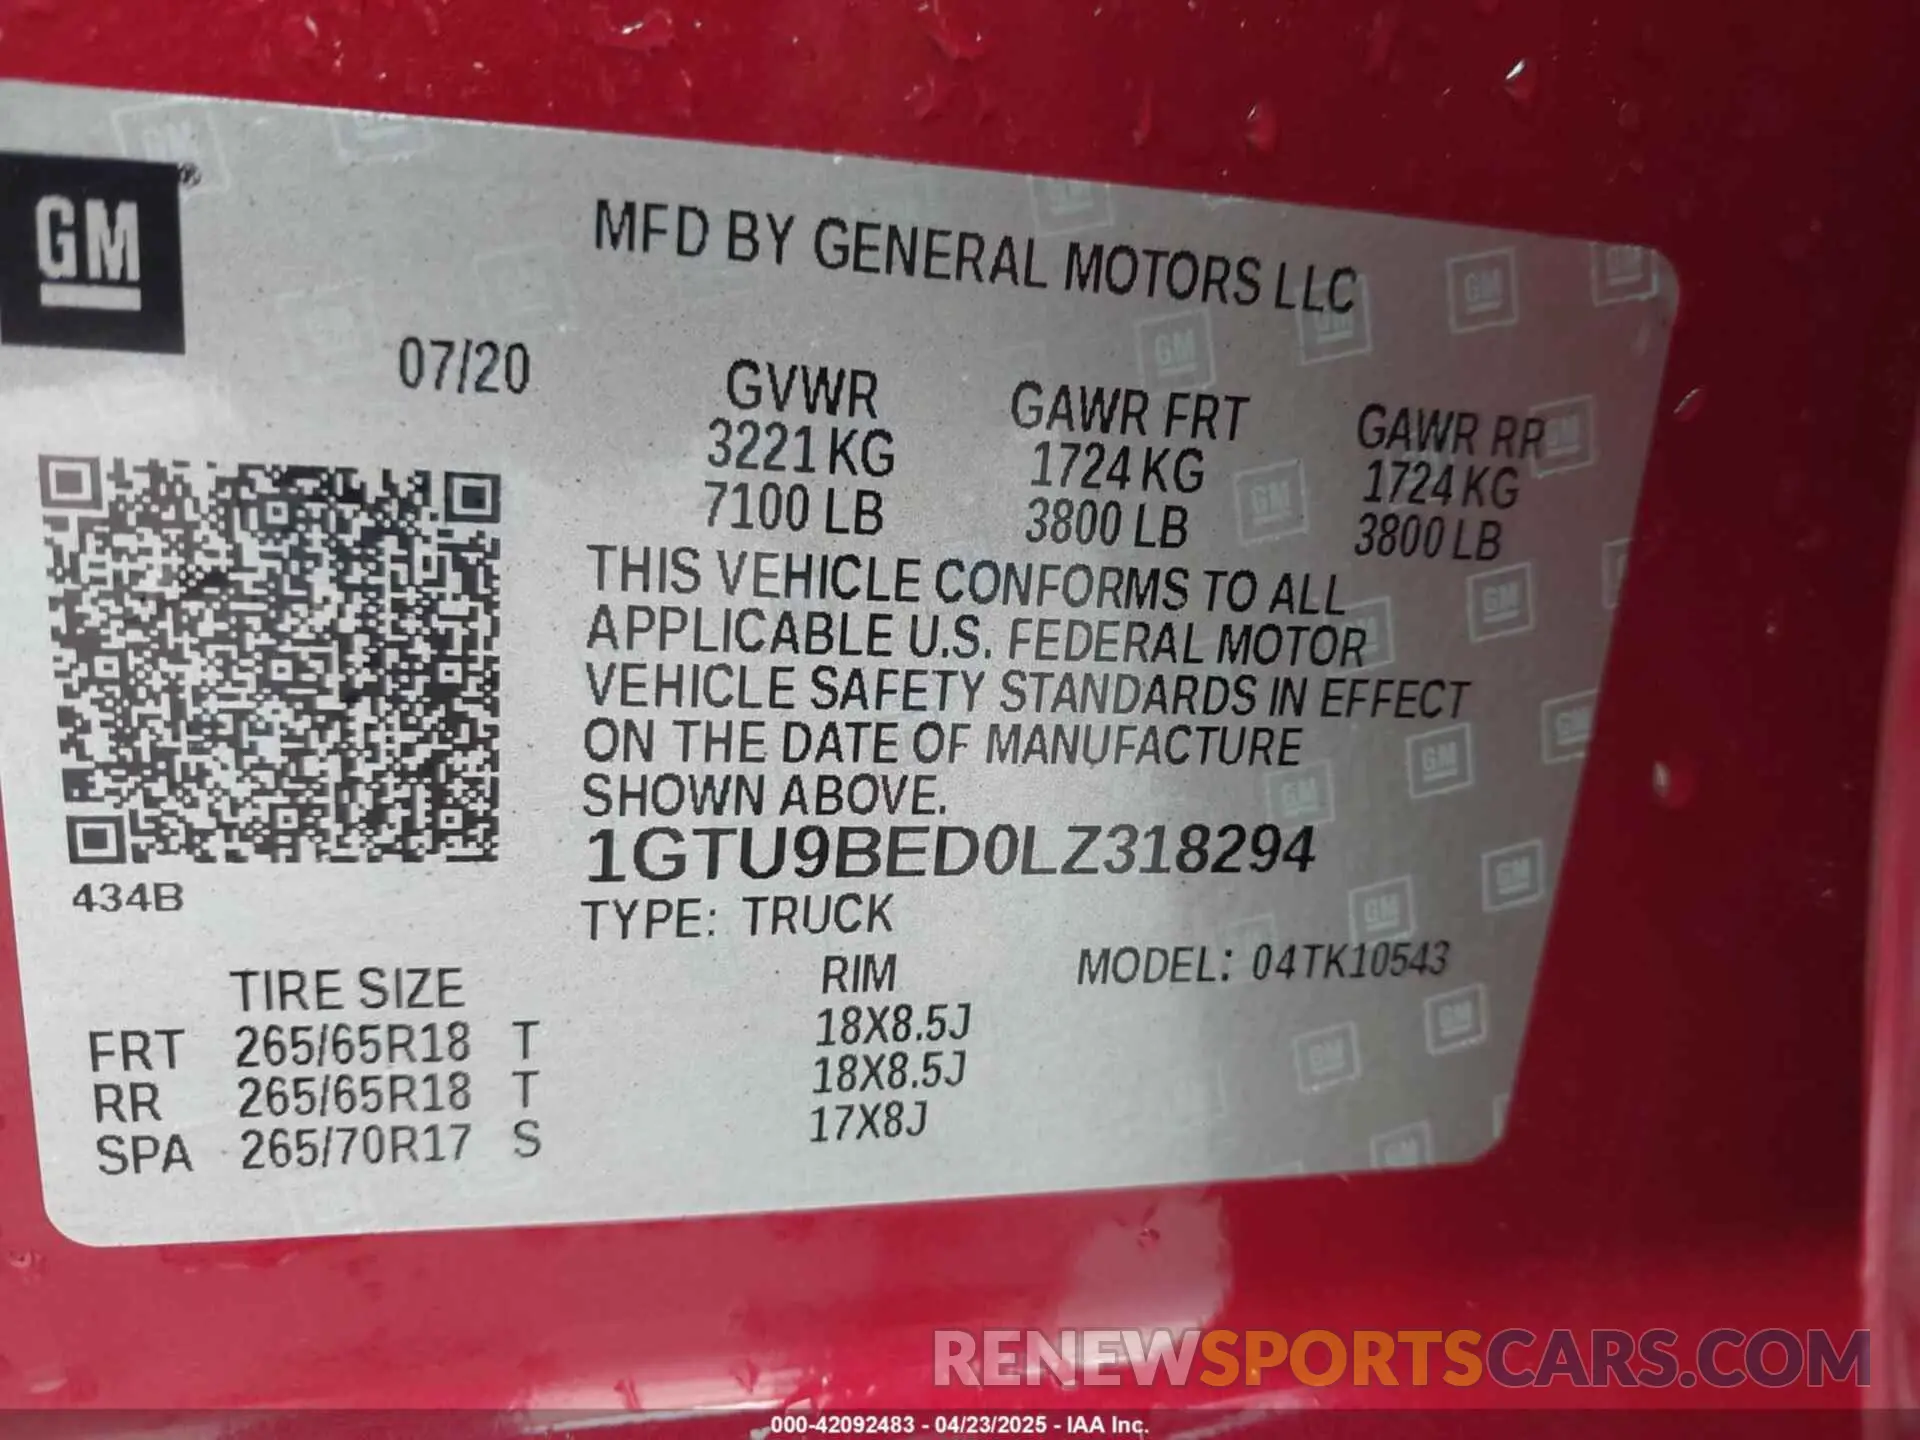 GM®
MFD BY GENERAL MOTORS LLC
07/20
GVWR GAWR FRT GAWR RR
3221 KG 1724 KG 1724 KG
7100 LB 3800 LB 3800 LB
THIS VEHICLE CONFORMS TO ALL
APPLICABLE U.S. FEDERAL MOTOR
VEHICLE SAFETY STANDARDS IN EFFECT
ON THE DATE OF MANUFACTURE
SHOWN ABOVE.
1GTU9BED0LZ318294
434B
TYPE: TRUCK
MODEL: 04TK10543
TIRE SIZE RIM
FRT 265/65R18 T 18X8.5J
RR 265/65R18 T 18X8.5J
SPA 265/70R17 S 17X8J
RENEWSPORTSCARS.COM
000-42092483 - 04/23/2025 - IAA Inc.